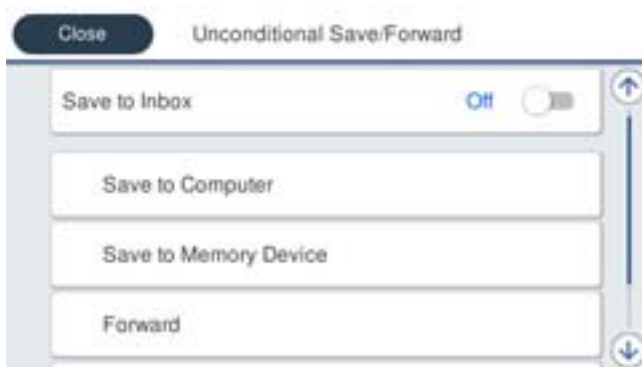 Close
Unconditional Save/Forward
Save to Inbox
Off
Save to Computer
Save to Memory Device
Forward